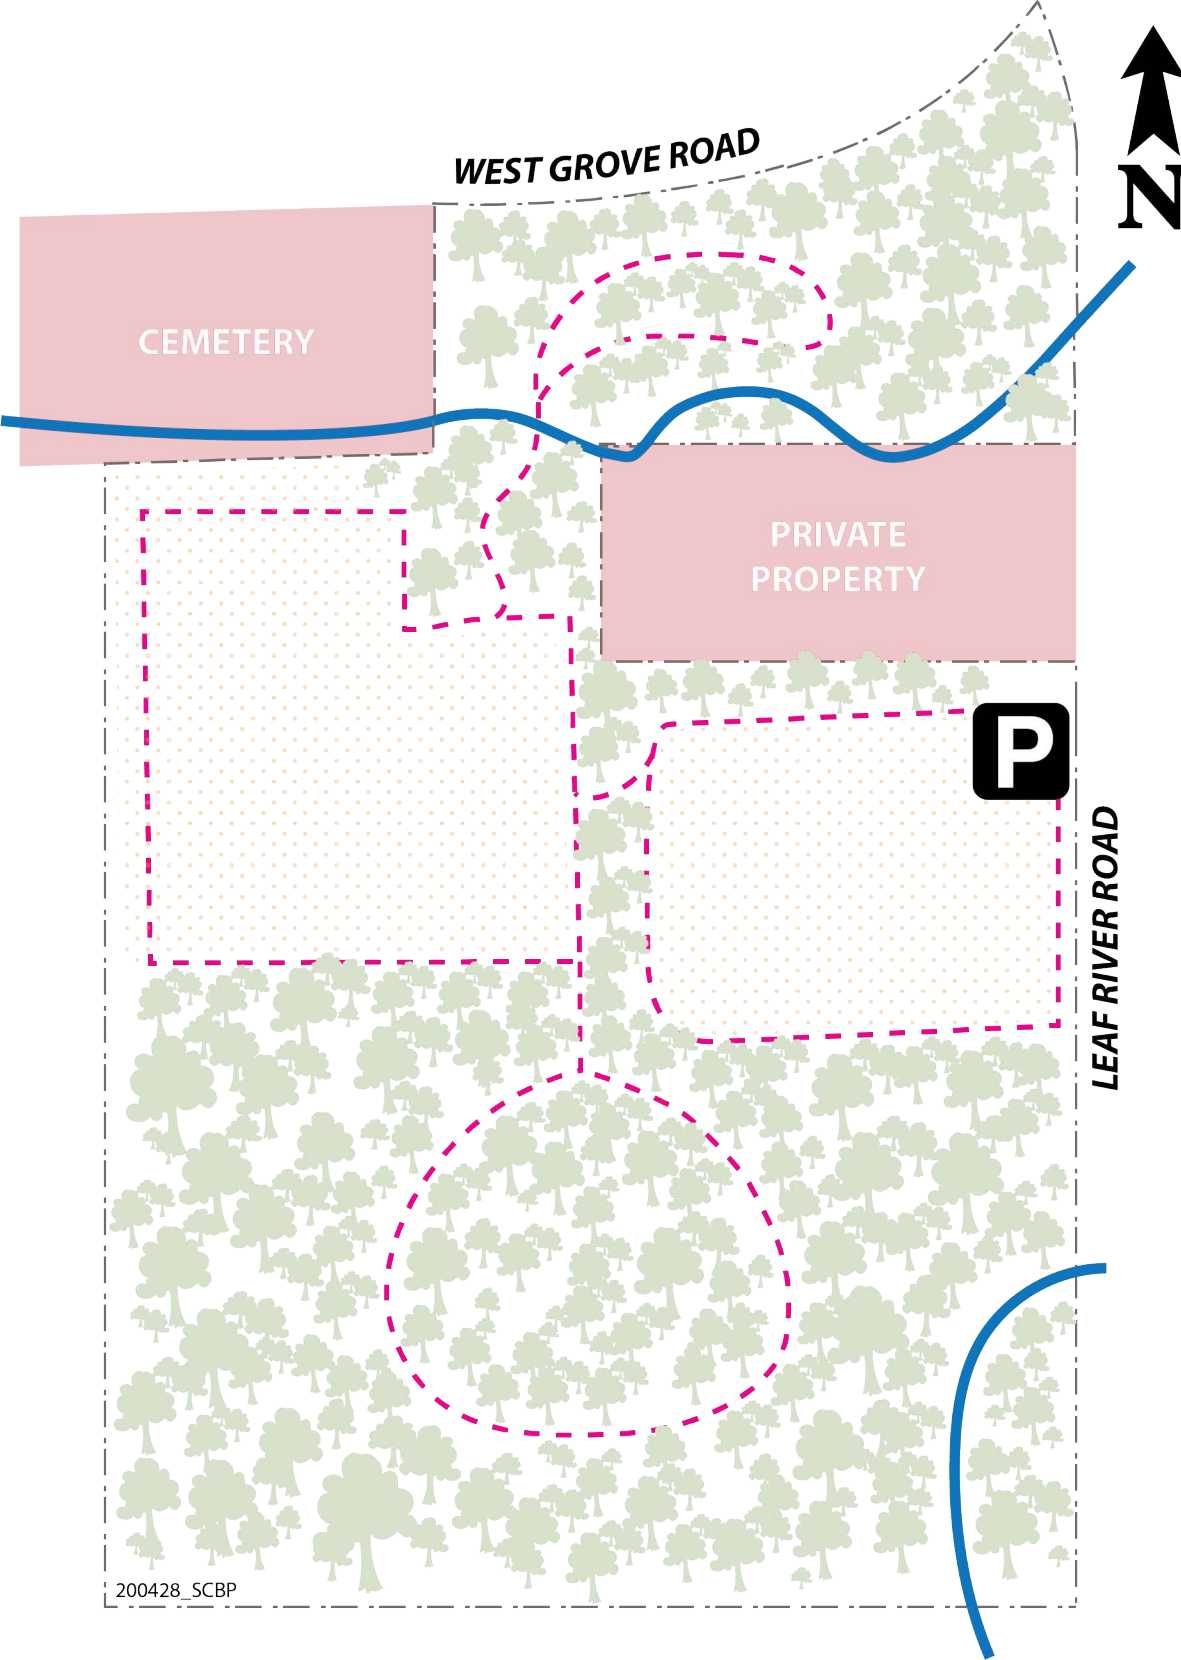 WEST GROVE ROAD
N
CEMETERY
PRIVATE
PROPERTY
P
LEAF RIVER ROAD
200428_SCBP